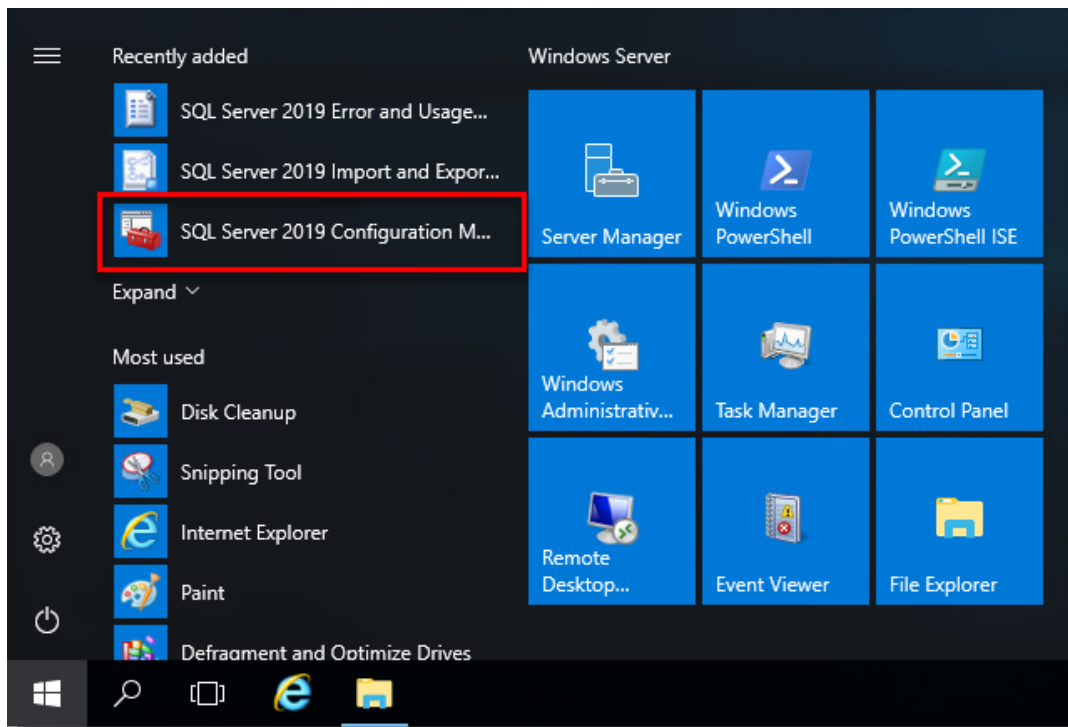 Recently added
SQL Server 2019 Error and Usage...
SQL Server 2019 Import and Expor...
SQL Server 2019 Configuration M...
Expand
Most used
Disk Cleanup
Snipping Tool
Internet Explorer
Paint
Defragment and Optimize Drives
Windows Server
Server Manager
Windows
PowerShell
Windows
PowerShell ISE
Windows
Administrativ...
Task Manager
Control Panel
Remote
Desktop...
Event Viewer
File Explorer